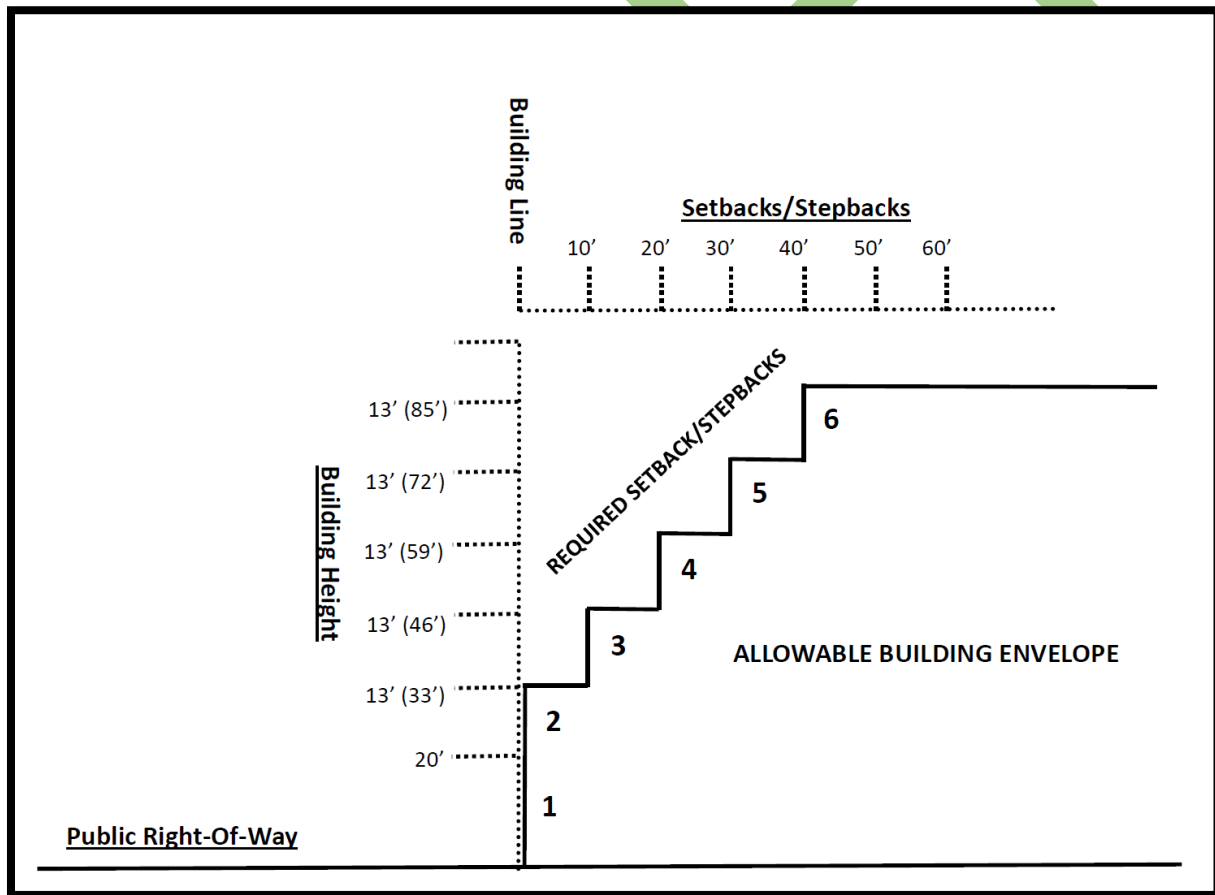 Building Line
Setbacks/Stepbacks
10’ 20’ 30’ 40’ 50’ 60’
REQUIRED SETBACK/STEPBACKS
Building Height
13’ (85’)
13’ (72’)
13’ (59’)
13’ (46’)
13’ (33’)
20’
6
5
4
3
2
1
ALLOWABLE BUILDING ENVELOPE
Public Right-Of-Way